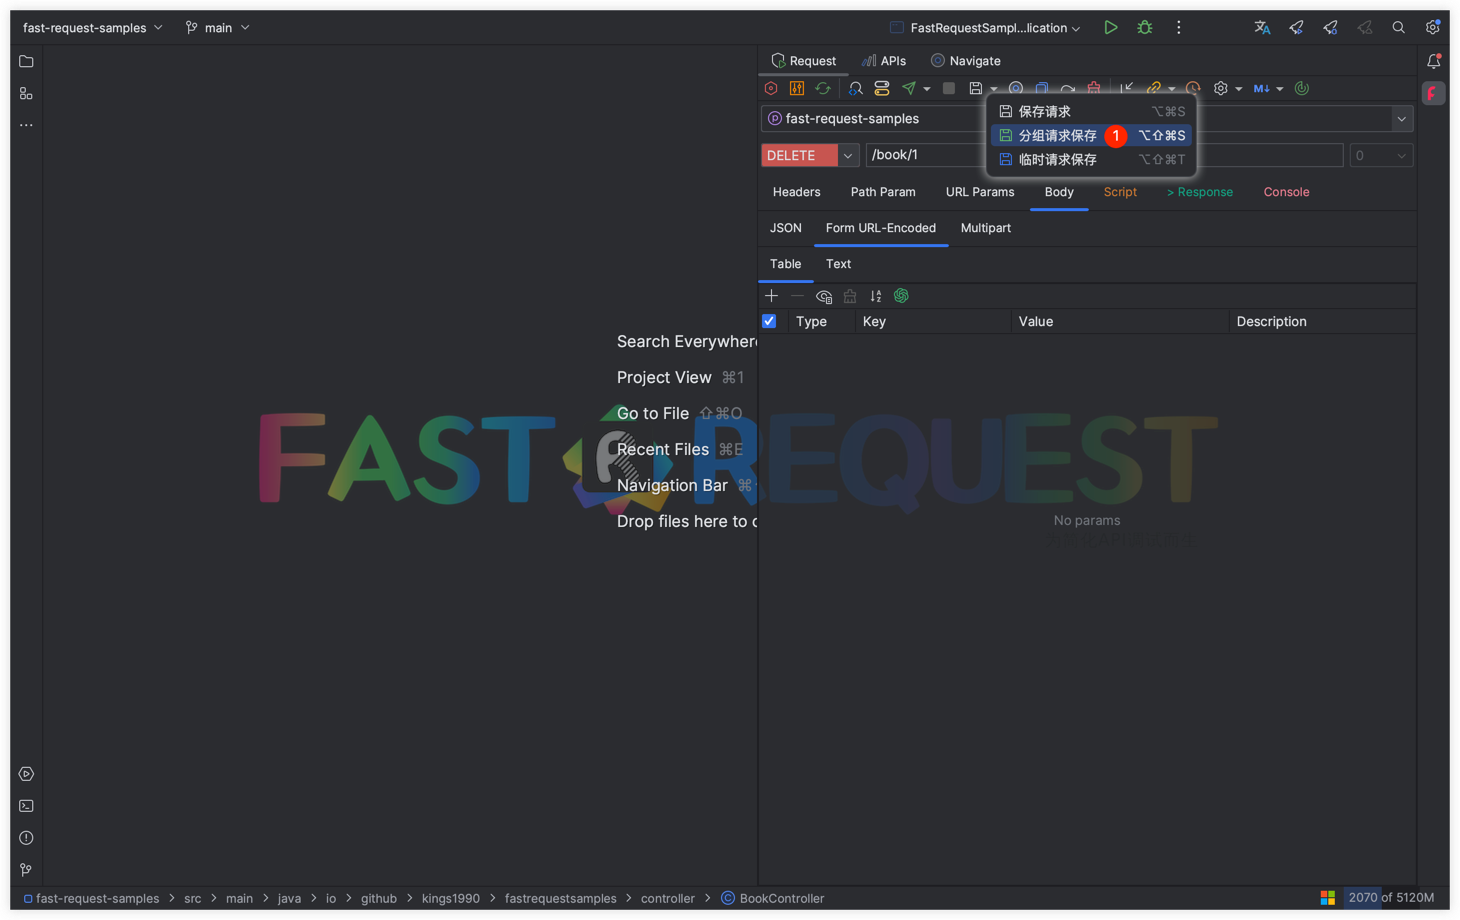 fast-request-samples
main
FastRequestSampl...lication
Request
APIs
Navigate
M↓
fast-request-samples
保存请求 ⌥⌘S
分组请求保存 1 ⌥⇧⌘S
临时请求保存 ⌥⇧⌘T
DELETE
/book/1
0
Headers
Path Param
URL Params
Body
Script
> Response
Console
JSON
Form URL-Encoded
Multipart
Table
Text
Type
Key
Value
Description
Search Everywhere
Project View ⌘1
Go to File ⇧⌘O
Recent Files ⌘E
Navigation Bar ⌘
Drop files here to
FAST REQUEST
No params
fast-request-samples > src > main > java > io > github > kings1990 > fastrequestsamples > controller > BookController
2070 of 5120M